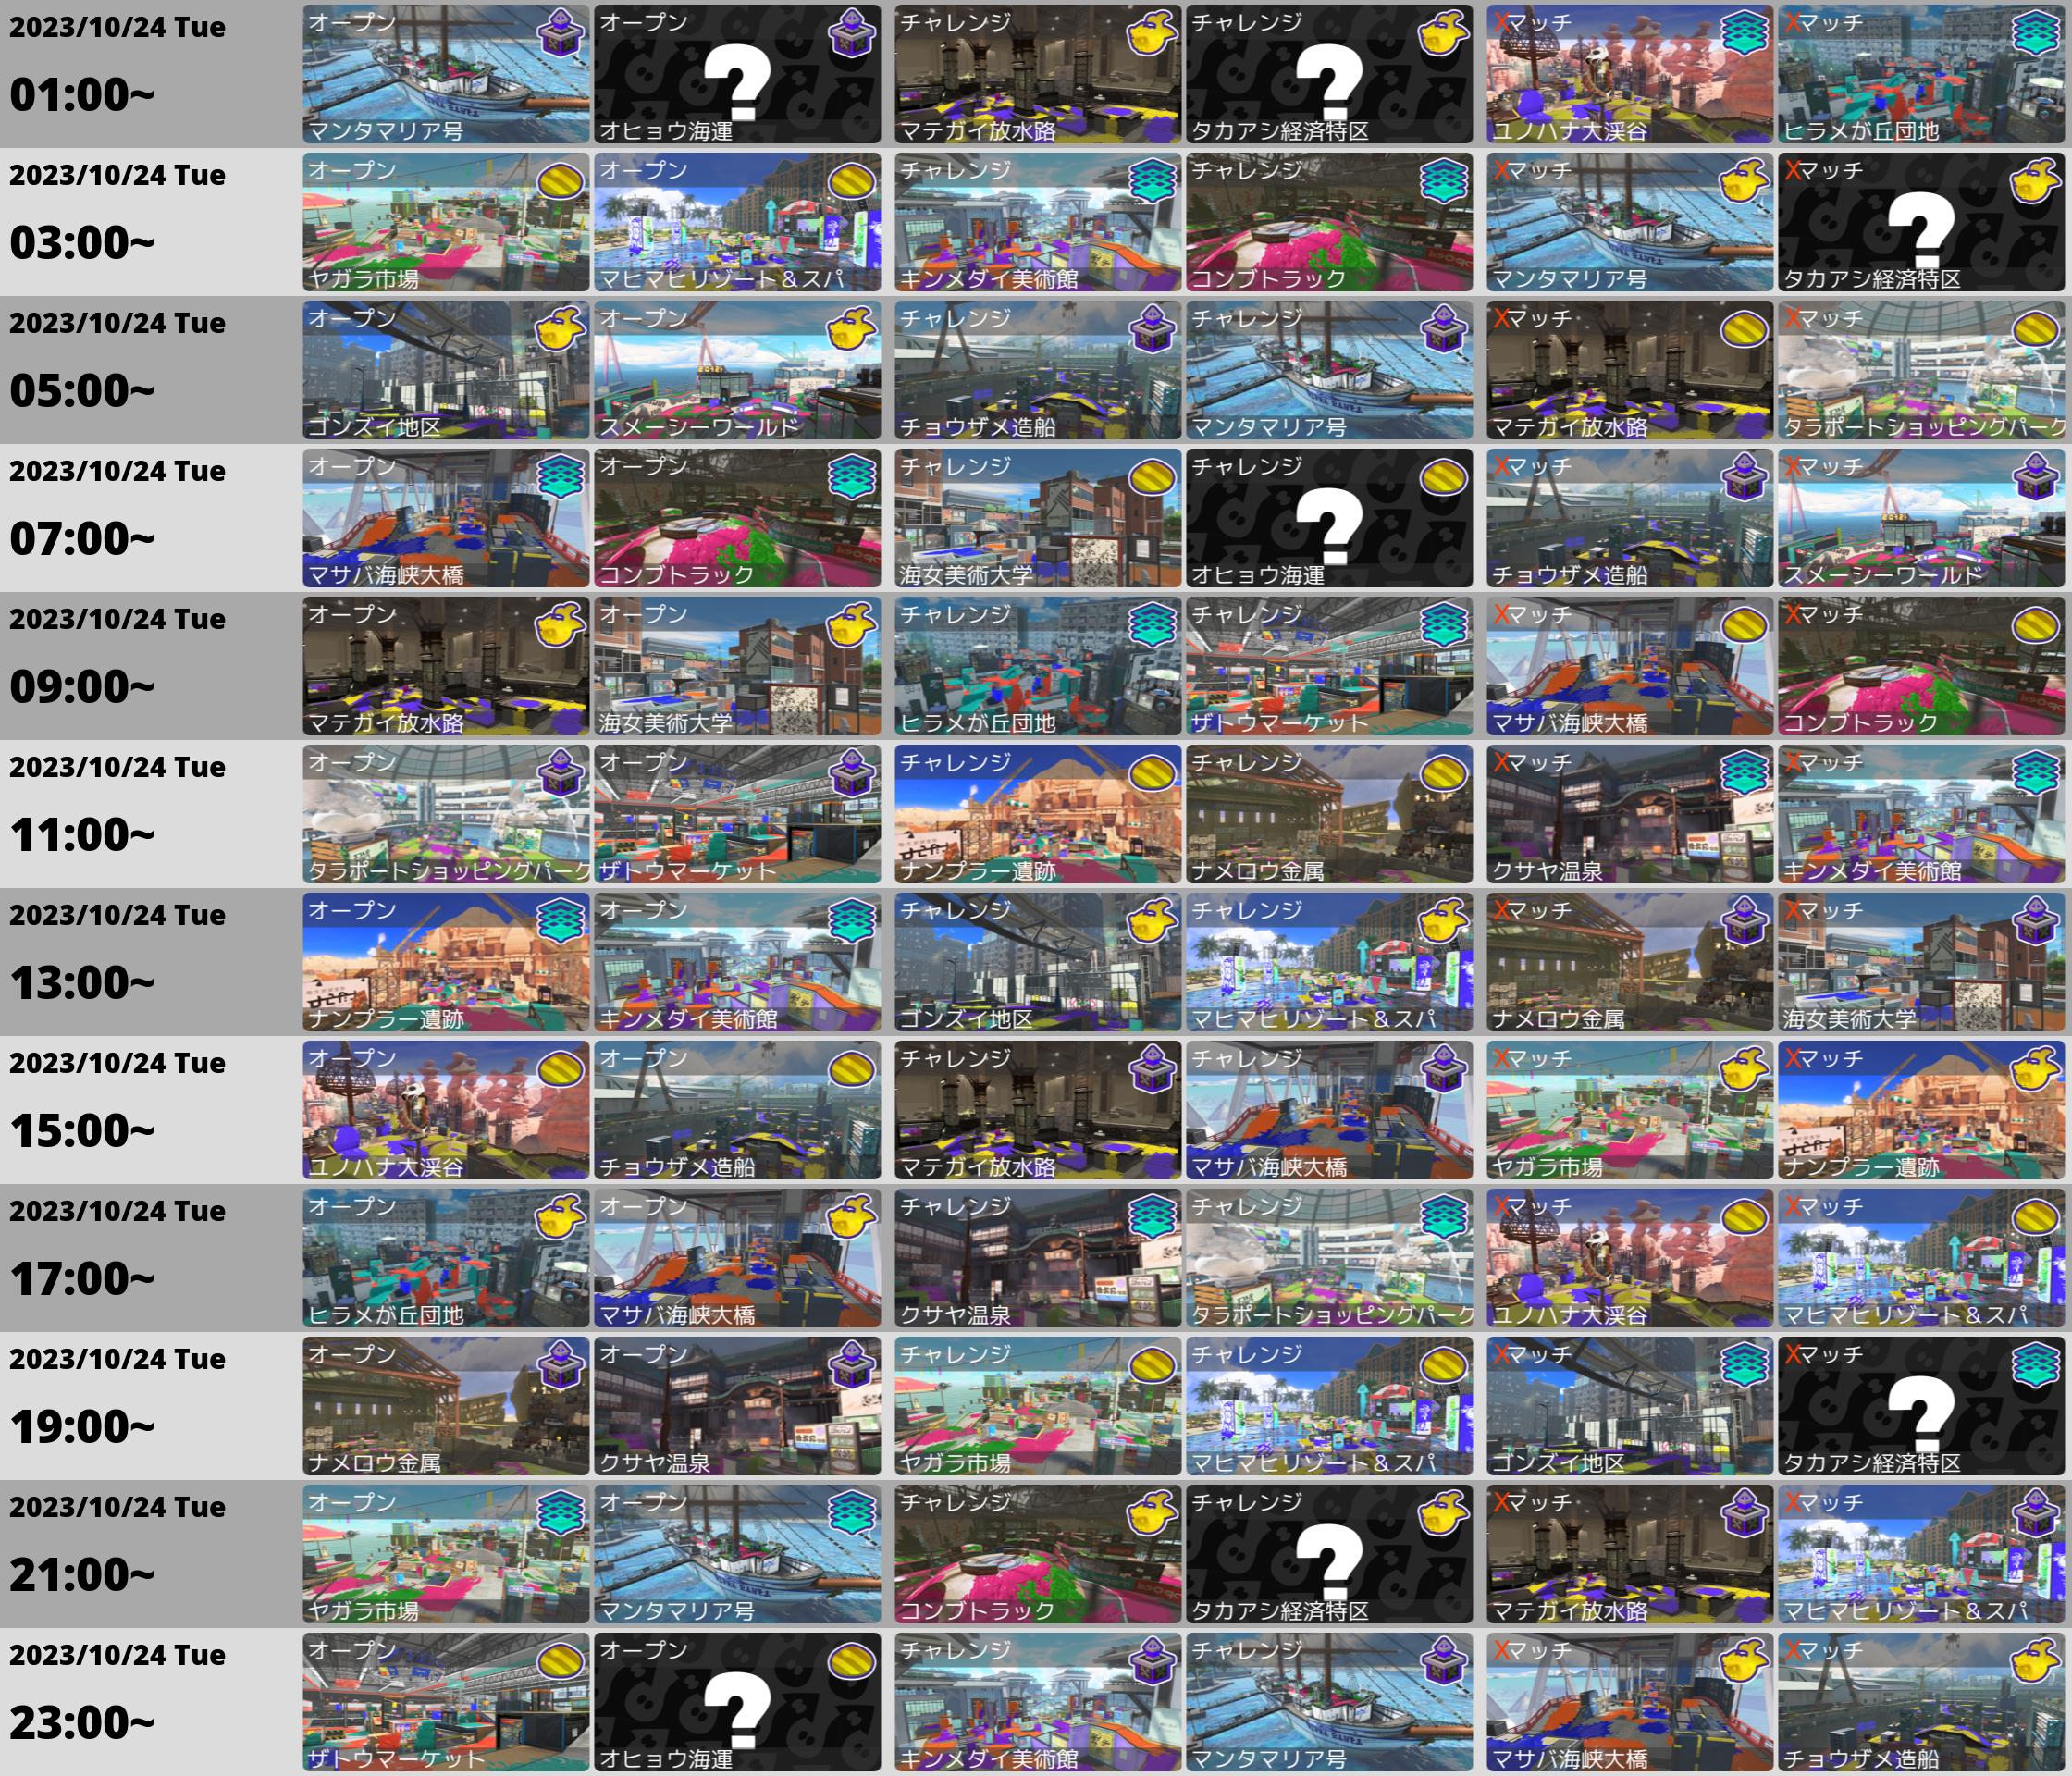 2023/10/24 Tue
01:00~
オープン
マンタマリア号
オープン
?
オヒョウ海運
チャレンジ
マテガイ放水路
チャレンジ
?
タカアシ経済特区
Xマッチ
ユノハナ大渓谷
Xマッチ
ヒラメが丘団地
2023/10/24 Tue
03:00~
オープン
ヤガラ市場
オープン
マヒマヒリゾート&スパ
チャレンジ
キンメダイ美術館
チャレンジ
コンブトラック
Xマッチ
マンタマリア号
Xマッチ
?
タカアシ経済特区
2023/10/24 Tue
05:00~
オープン
ゴンズイ地区
オープン
スメーシーワールド
チャレンジ
チョウザメ造船
チャレンジ
マンタマリア号
Xマッチ
マテガイ放水路
Xマッチ
タラポートショッピングパーク
2023/10/24 Tue
07:00~
オープン
マサバ海峡大橋
オープン
コンブトラック
チャレンジ
海女美術大学
チャレンジ
?
オヒョウ海運
Xマッチ
チョウザメ造船
Xマッチ
スメーシーワールド
2023/10/24 Tue
09:00~
オープン
マテガイ放水路
オープン
海女美術大学
チャレンジ
ヒラメが丘団地
チャレンジ
ザトウマーケット
Xマッチ
マサバ海峡大橋
Xマッチ
コンブトラック
2023/10/24 Tue
11:00~
オープン
タラポートショッピングパーク
オープン
ザトウマーケット
チャレンジ
ナンプラー遺跡
チャレンジ
ナメロウ金属
Xマッチ
クサヤ温泉
Xマッチ
キンメダイ美術館
2023/10/24 Tue
13:00~
オープン
ナンプラー遺跡
オープン
キンメダイ美術館
チャレンジ
ゴンズイ地区
チャレンジ
マヒマヒリゾート&スパ
Xマッチ
ナメロウ金属
Xマッチ
海女美術大学
2023/10/24 Tue
15:00~
オープン
ユノハナ大渓谷
オープン
チョウザメ造船
チャレンジ
マテガイ放水路
チャレンジ
マサバ海峡大橋
Xマッチ
ヤガラ市場
Xマッチ
ナンプラー遺跡
2023/10/24 Tue
17:00~
オープン
ヒラメが丘団地
オープン
マサバ海峡大橋
チャレンジ
クサヤ温泉
チャレンジ
タラポートショッピングパーク
Xマッチ
ユノハナ大渓谷
Xマッチ
マヒマヒリゾート&スパ
2023/10/24 Tue
19:00~
オープン
ナメロウ金属
オープン
クサヤ温泉
チャレンジ
ヤガラ市場
チャレンジ
マヒマヒリゾート&スパ
Xマッチ
ゴンズイ地区
Xマッチ
?
タカアシ経済特区
2023/10/24 Tue
21:00~
オープン
ヤガラ市場
オープン
マンタマリア号
チャレンジ
コンブトラック
チャレンジ
?
タカアシ経済特区
Xマッチ
マテガイ放水路
Xマッチ
マヒマヒリゾート&スパ
2023/10/24 Tue
23:00~
オープン
ザトウマーケット
オープン
?
オヒョウ海運
チャレンジ
キンメダイ美術館
チャレンジ
マンタマリア号
Xマッチ
マサバ海峡大橋
Xマッチ
チョウザメ造船